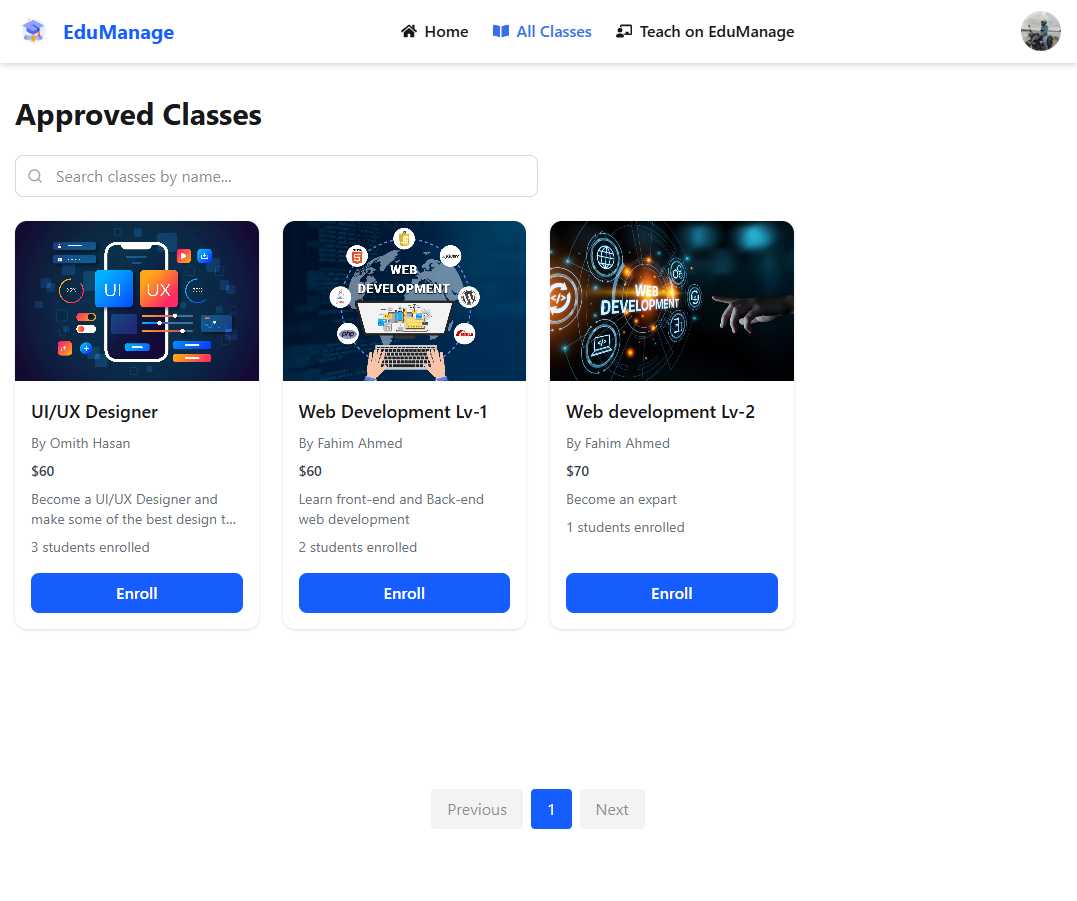 EduManage
Home
All Classes
Teach on EduManage
Approved Classes
Search classes by name...
UI
UX
WEB
DEVELOPMENT
php
WEB
DEVELOPMENT
UI/UX Designer
By Omith Hasan
$60
Become a UI/UX Designer and
make some of the best design t...
3 students enrolled
Enroll
Web Development Lv-1
By Fahim Ahmed
$60
Learn front-end and Back-end
web development
2 students enrolled
Enroll
Web development Lv-2
By Fahim Ahmed
$70
Become an expart
1 students enrolled
Enroll
Previous
1
Next